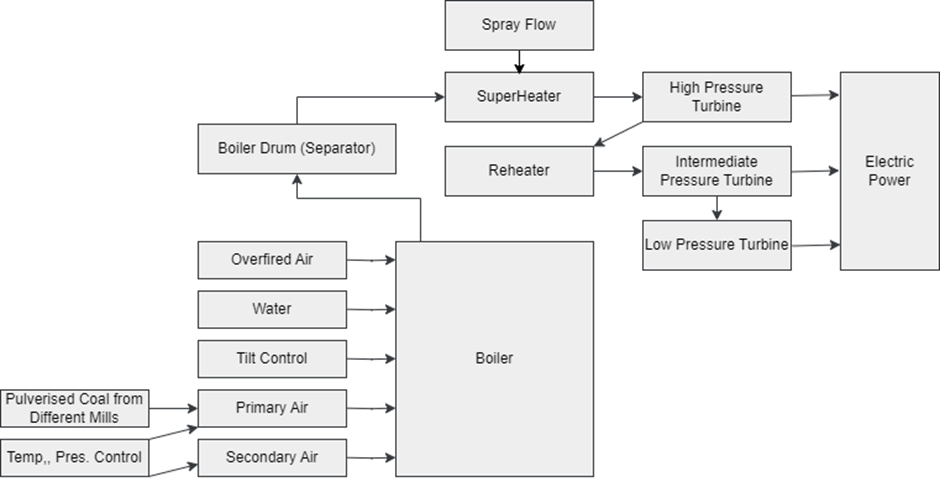 Spray Flow
SuperHeater
High Pressure
Turbine
Boiler Drum (Separator)
Reheater
Intermediate
Pressure Turbine
Electric
Power
Low Pressure Turbine
Overfired Air
Water
Tilt Control
Boiler
Pulverised Coal from
Different Mills
Primary Air
Temp,, Pres. Control
Secondary Air